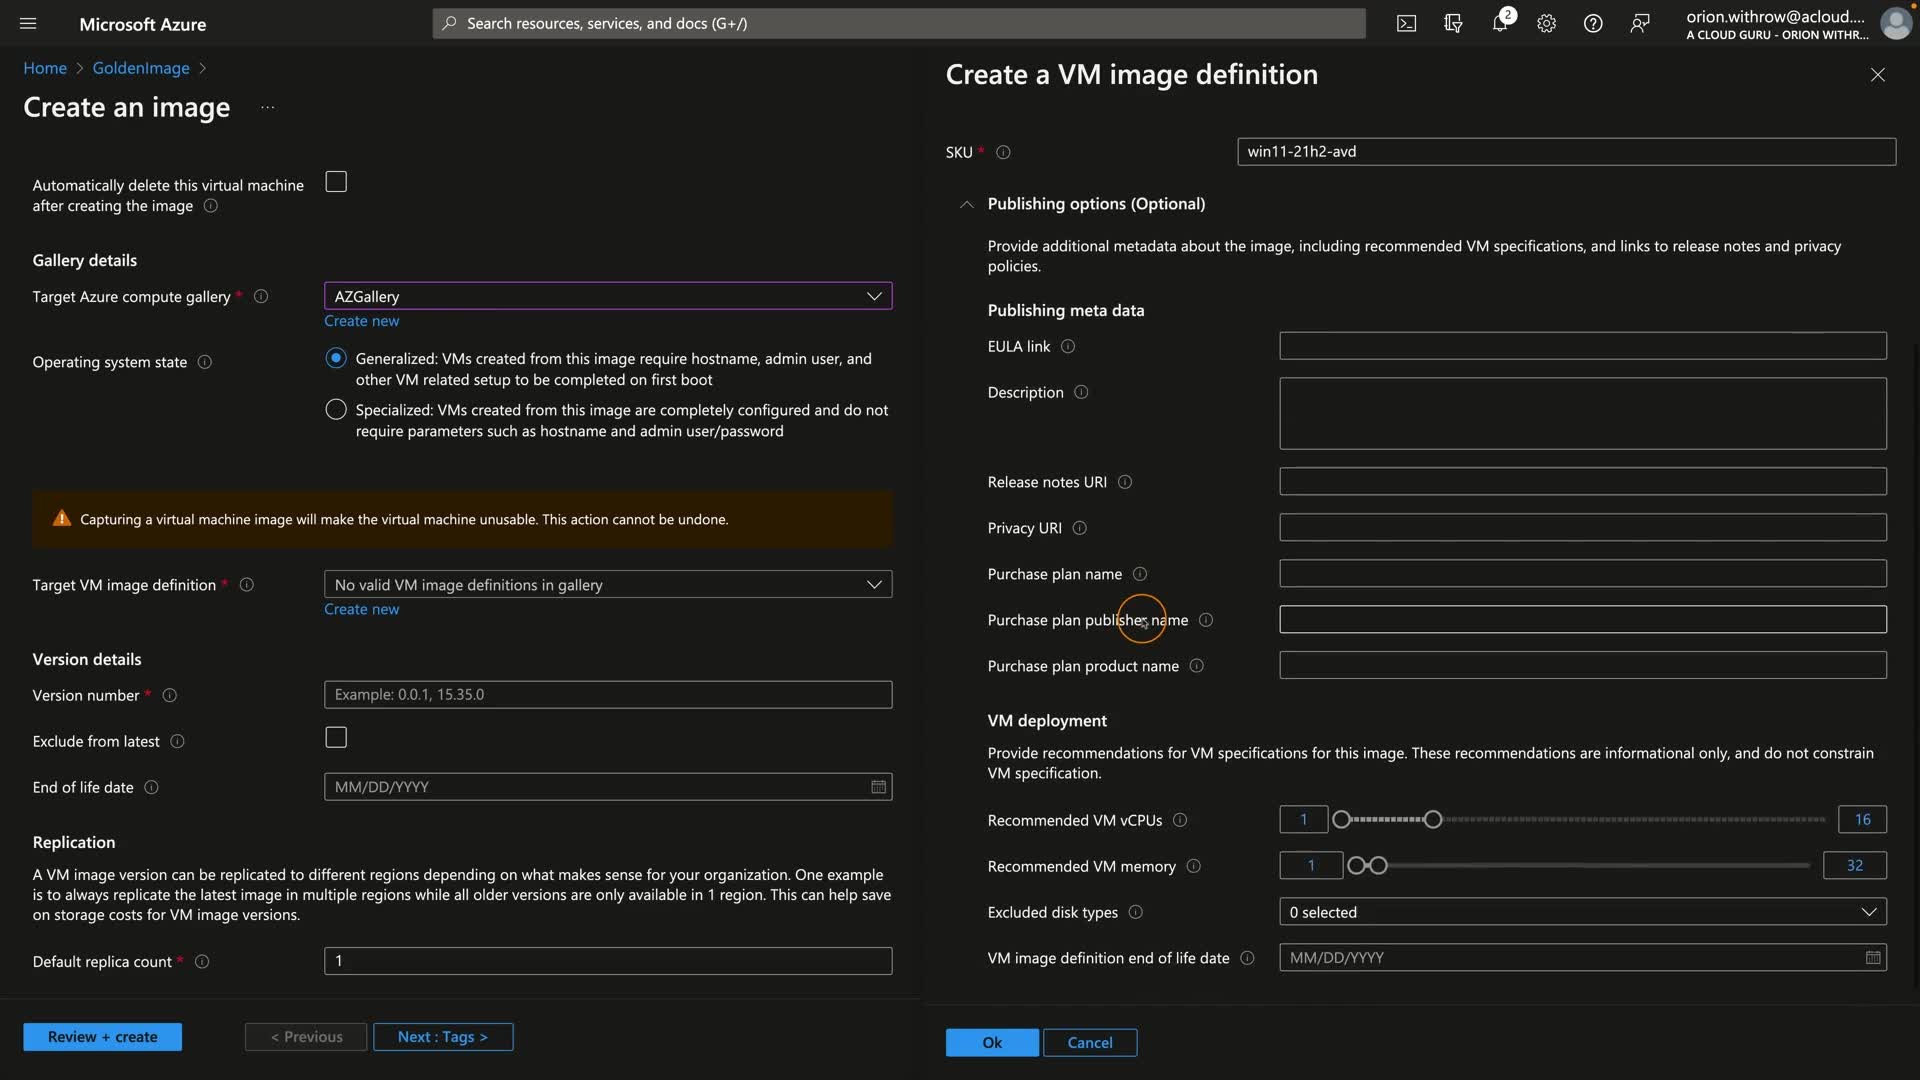 Microsoft Azure
Search resources, services, and docs (G+/)
2
orion.withrow@acloud....
A CLOUD GURU - ORION WITHR...
Home > GoldenImage >
Create an image ...
Automatically delete this virtual machine
after creating the image
Gallery details
Target Azure compute gallery *
AZGallery
Create new
Operating system state
Generalized: VMs created from this image require hostname, admin user, and
other VM related setup to be completed on first boot
Specialized: VMs created from this image are completely configured and do not
require parameters such as hostname and admin user/password
Capturing a virtual machine image will make the virtual machine unusable. This action cannot be undone.
Target VM image definition *
No valid VM image definitions in gallery
Create new
Version details
Version number *
Example: 0.0.1, 15.35.0
Exclude from latest
End of life date
MM/DD/YYYY
Replication
A VM image version can be replicated to different regions depending on what makes sense for your organization. One example
is to always replicate the latest image in multiple regions while all older versions are only available in 1 region. This can help save
on storage costs for VM image versions.
Default replica count *
1
Review + create
< Previous
Next : Tags >
Create a VM image definition
SKU *
win11-21h2-avd
Publishing options (Optional)
Provide additional metadata about the image, including recommended VM specifications, and links to release notes and privacy
policies.
Publishing meta data
EULA link
Description
Release notes URI
Privacy URI
Purchase plan name
Purchase plan publisher name
Purchase plan product name
VM deployment
Provide recommendations for VM specifications for this image. These recommendations are informational only, and do not constrain
VM specification.
Recommended VM vCPUs
1
16
Recommended VM memory
1
32
Excluded disk types
0 selected
VM image definition end of life date
MM/DD/YYYY
Ok
Cancel